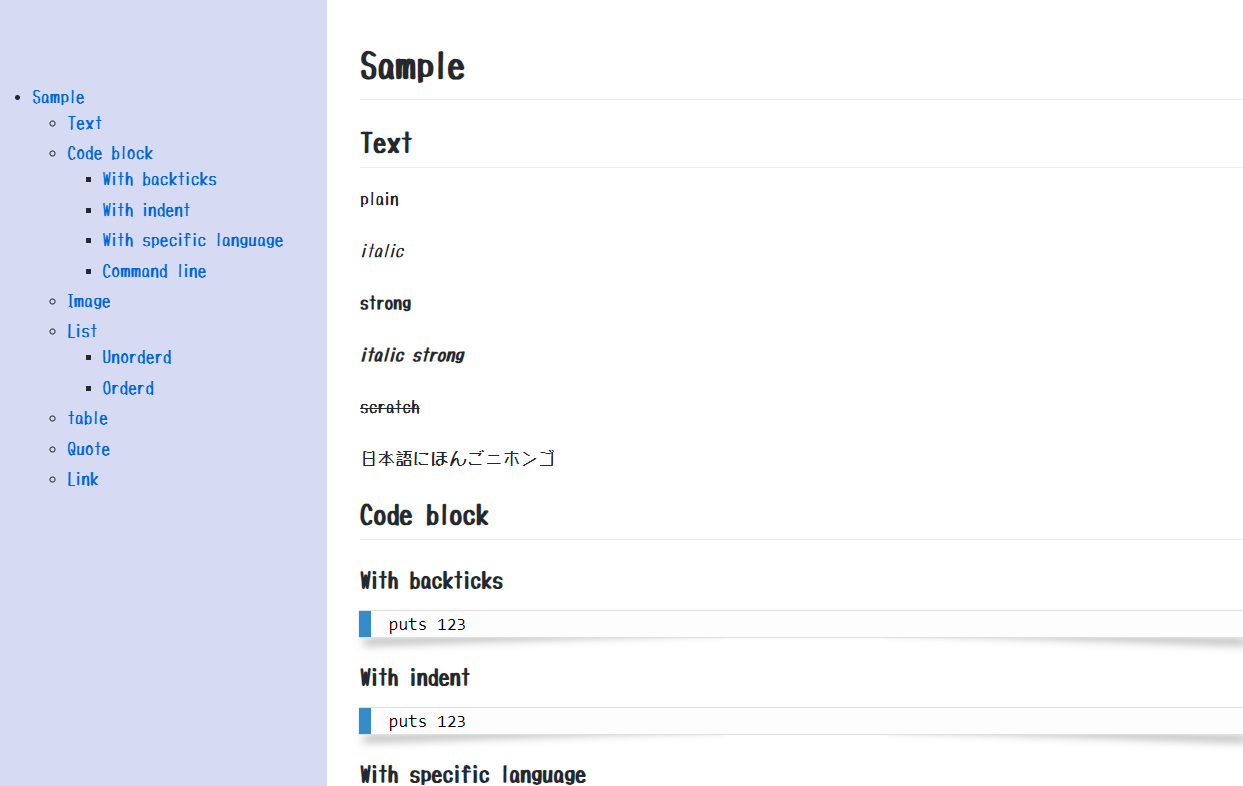 Sample
Text
Code block
With backticks
With indent
With specific language
Command line
Image
List
Unorderd
Orderd
table
Quote
Link
Sample
Text
plain
italic
strong
italic strong
scratch
日本語にほんごニホンゴ
Code block
With backticks
puts 123
With indent
puts 123
With specific language